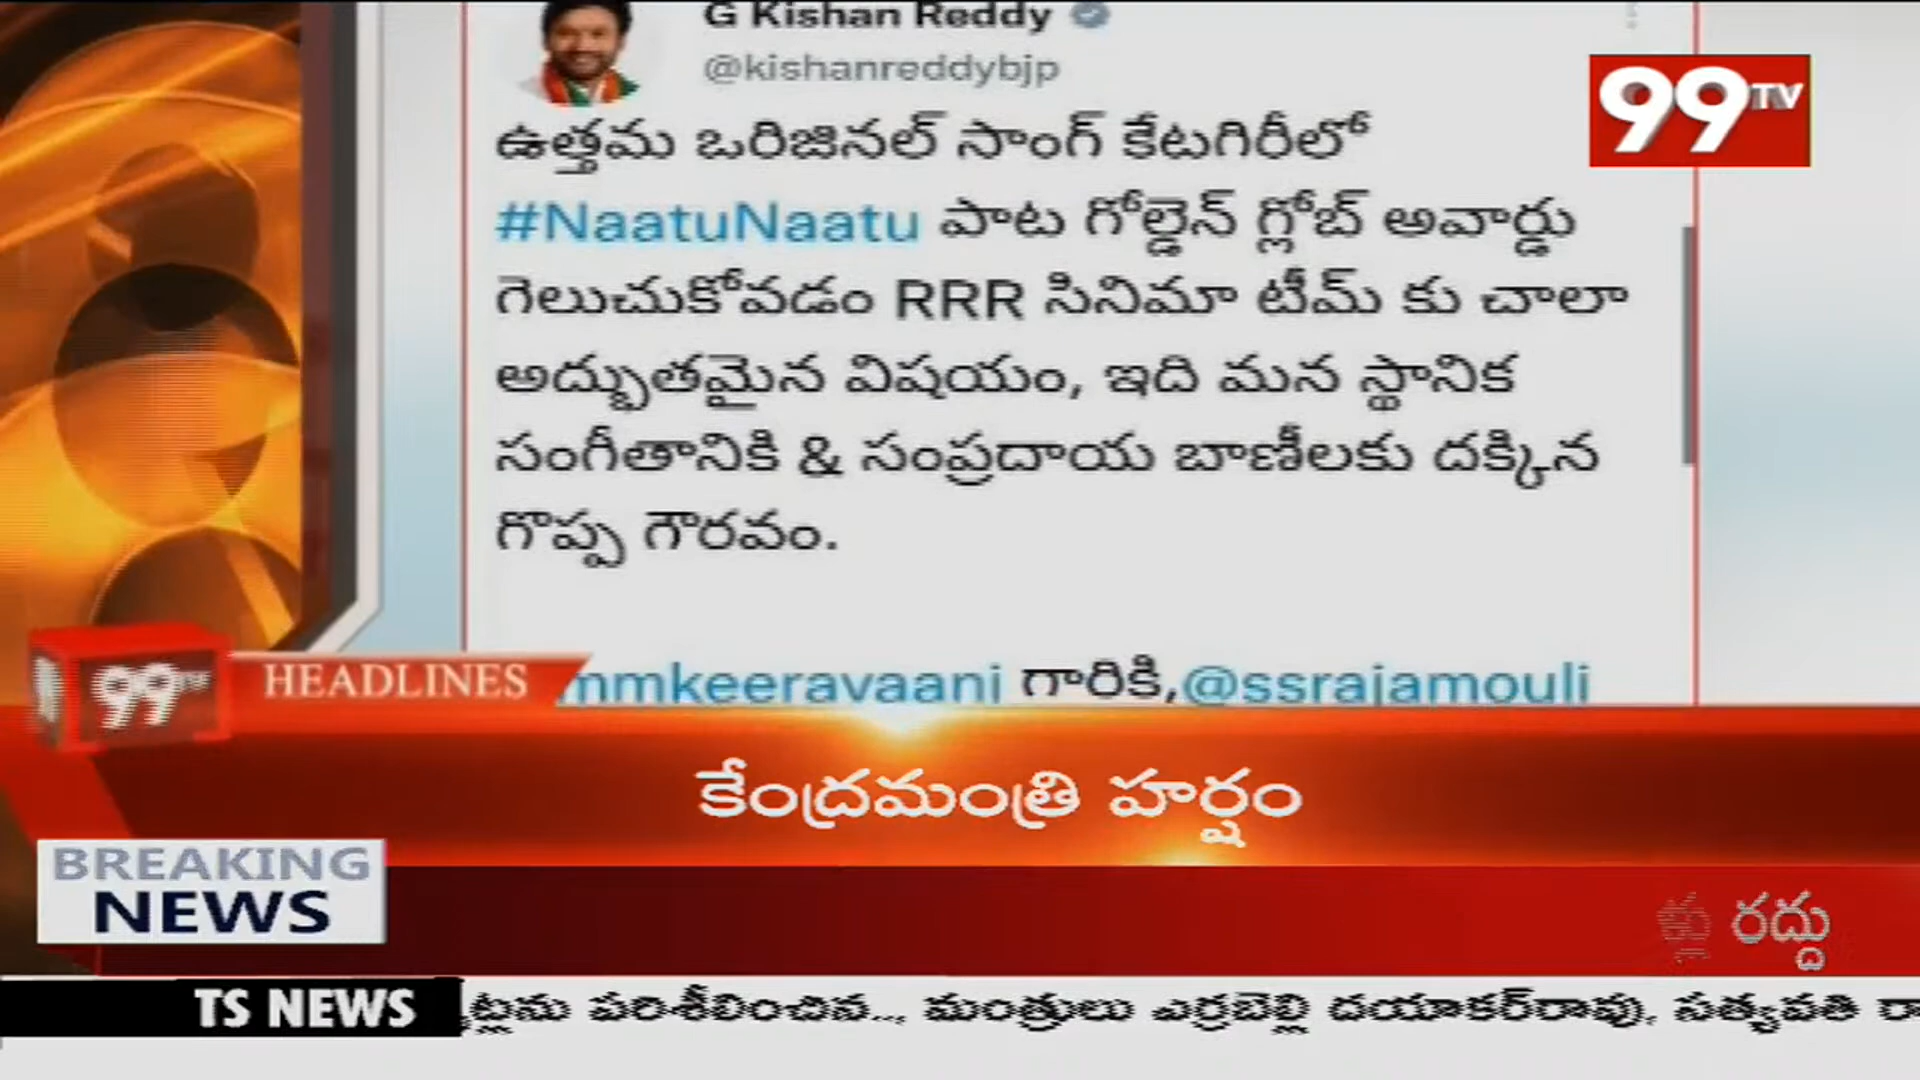 G Kishan Reddy
@kishanreddybjp
99TV
ఉత్తమ ఒరిజినల్ సాంగ్ కేటగిరీలో
#NaatuNaatu పాట గోల్డెన్ గ్లోబ్ అవార్డు
గెలుచుకోవడం RRR సినిమా టీమ్ కు చాలా
అద్భుతమైన విషయం, ఇది మన స్థానిక
సంగీతానికి & సంప్రదాయ బాణీలకు దక్కిన
గొప్ప గౌరవం.
mmkeeravaani గారికి,@ssrajamouli
99TV HEADLINES
కేంద్రమంత్రి హర్షం
BREAKING
NEWS
రద్దు
TS NEWS పరిశీలించిన... మంత్రులు ఎర్రబెల్లి దయాకర్‌రావు, సత్యవతి